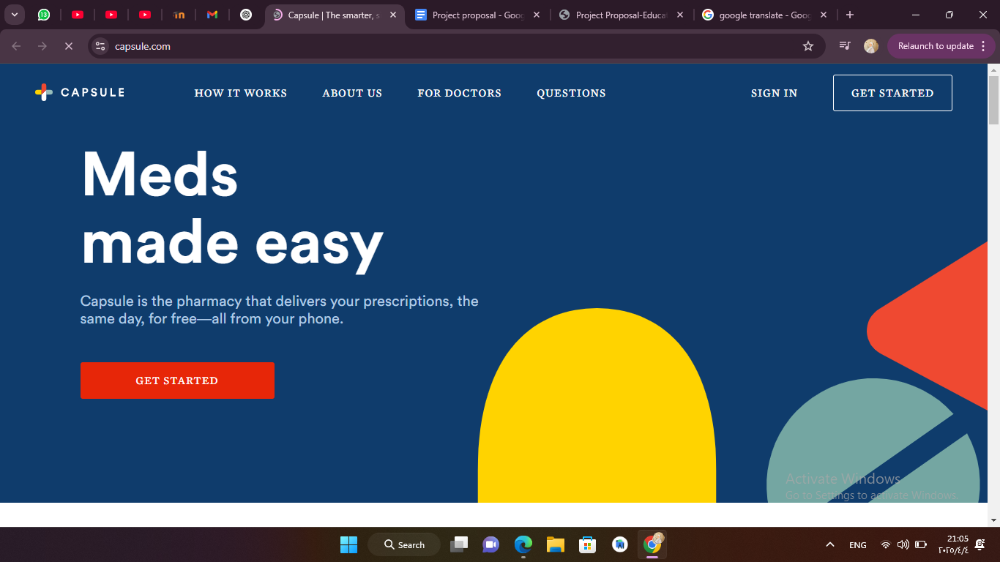 13
Capsule | The smarter, s
Project proposal - Goog
Project Proposal-Educat
google translate - Goog
capsule.com
Relaunch to update
CAPSULE
HOW IT WORKS
ABOUT US
FOR DOCTORS
QUESTIONS
SIGN IN
GET STARTED
Meds
made easy
Capsule is the pharmacy that delivers your prescriptions, the
same day, for free—all from your phone.
GET STARTED
Activate Windows
Go to Settings to activate Windows.
Search
ENG
21:05
٢٠٢٥/٤/٤